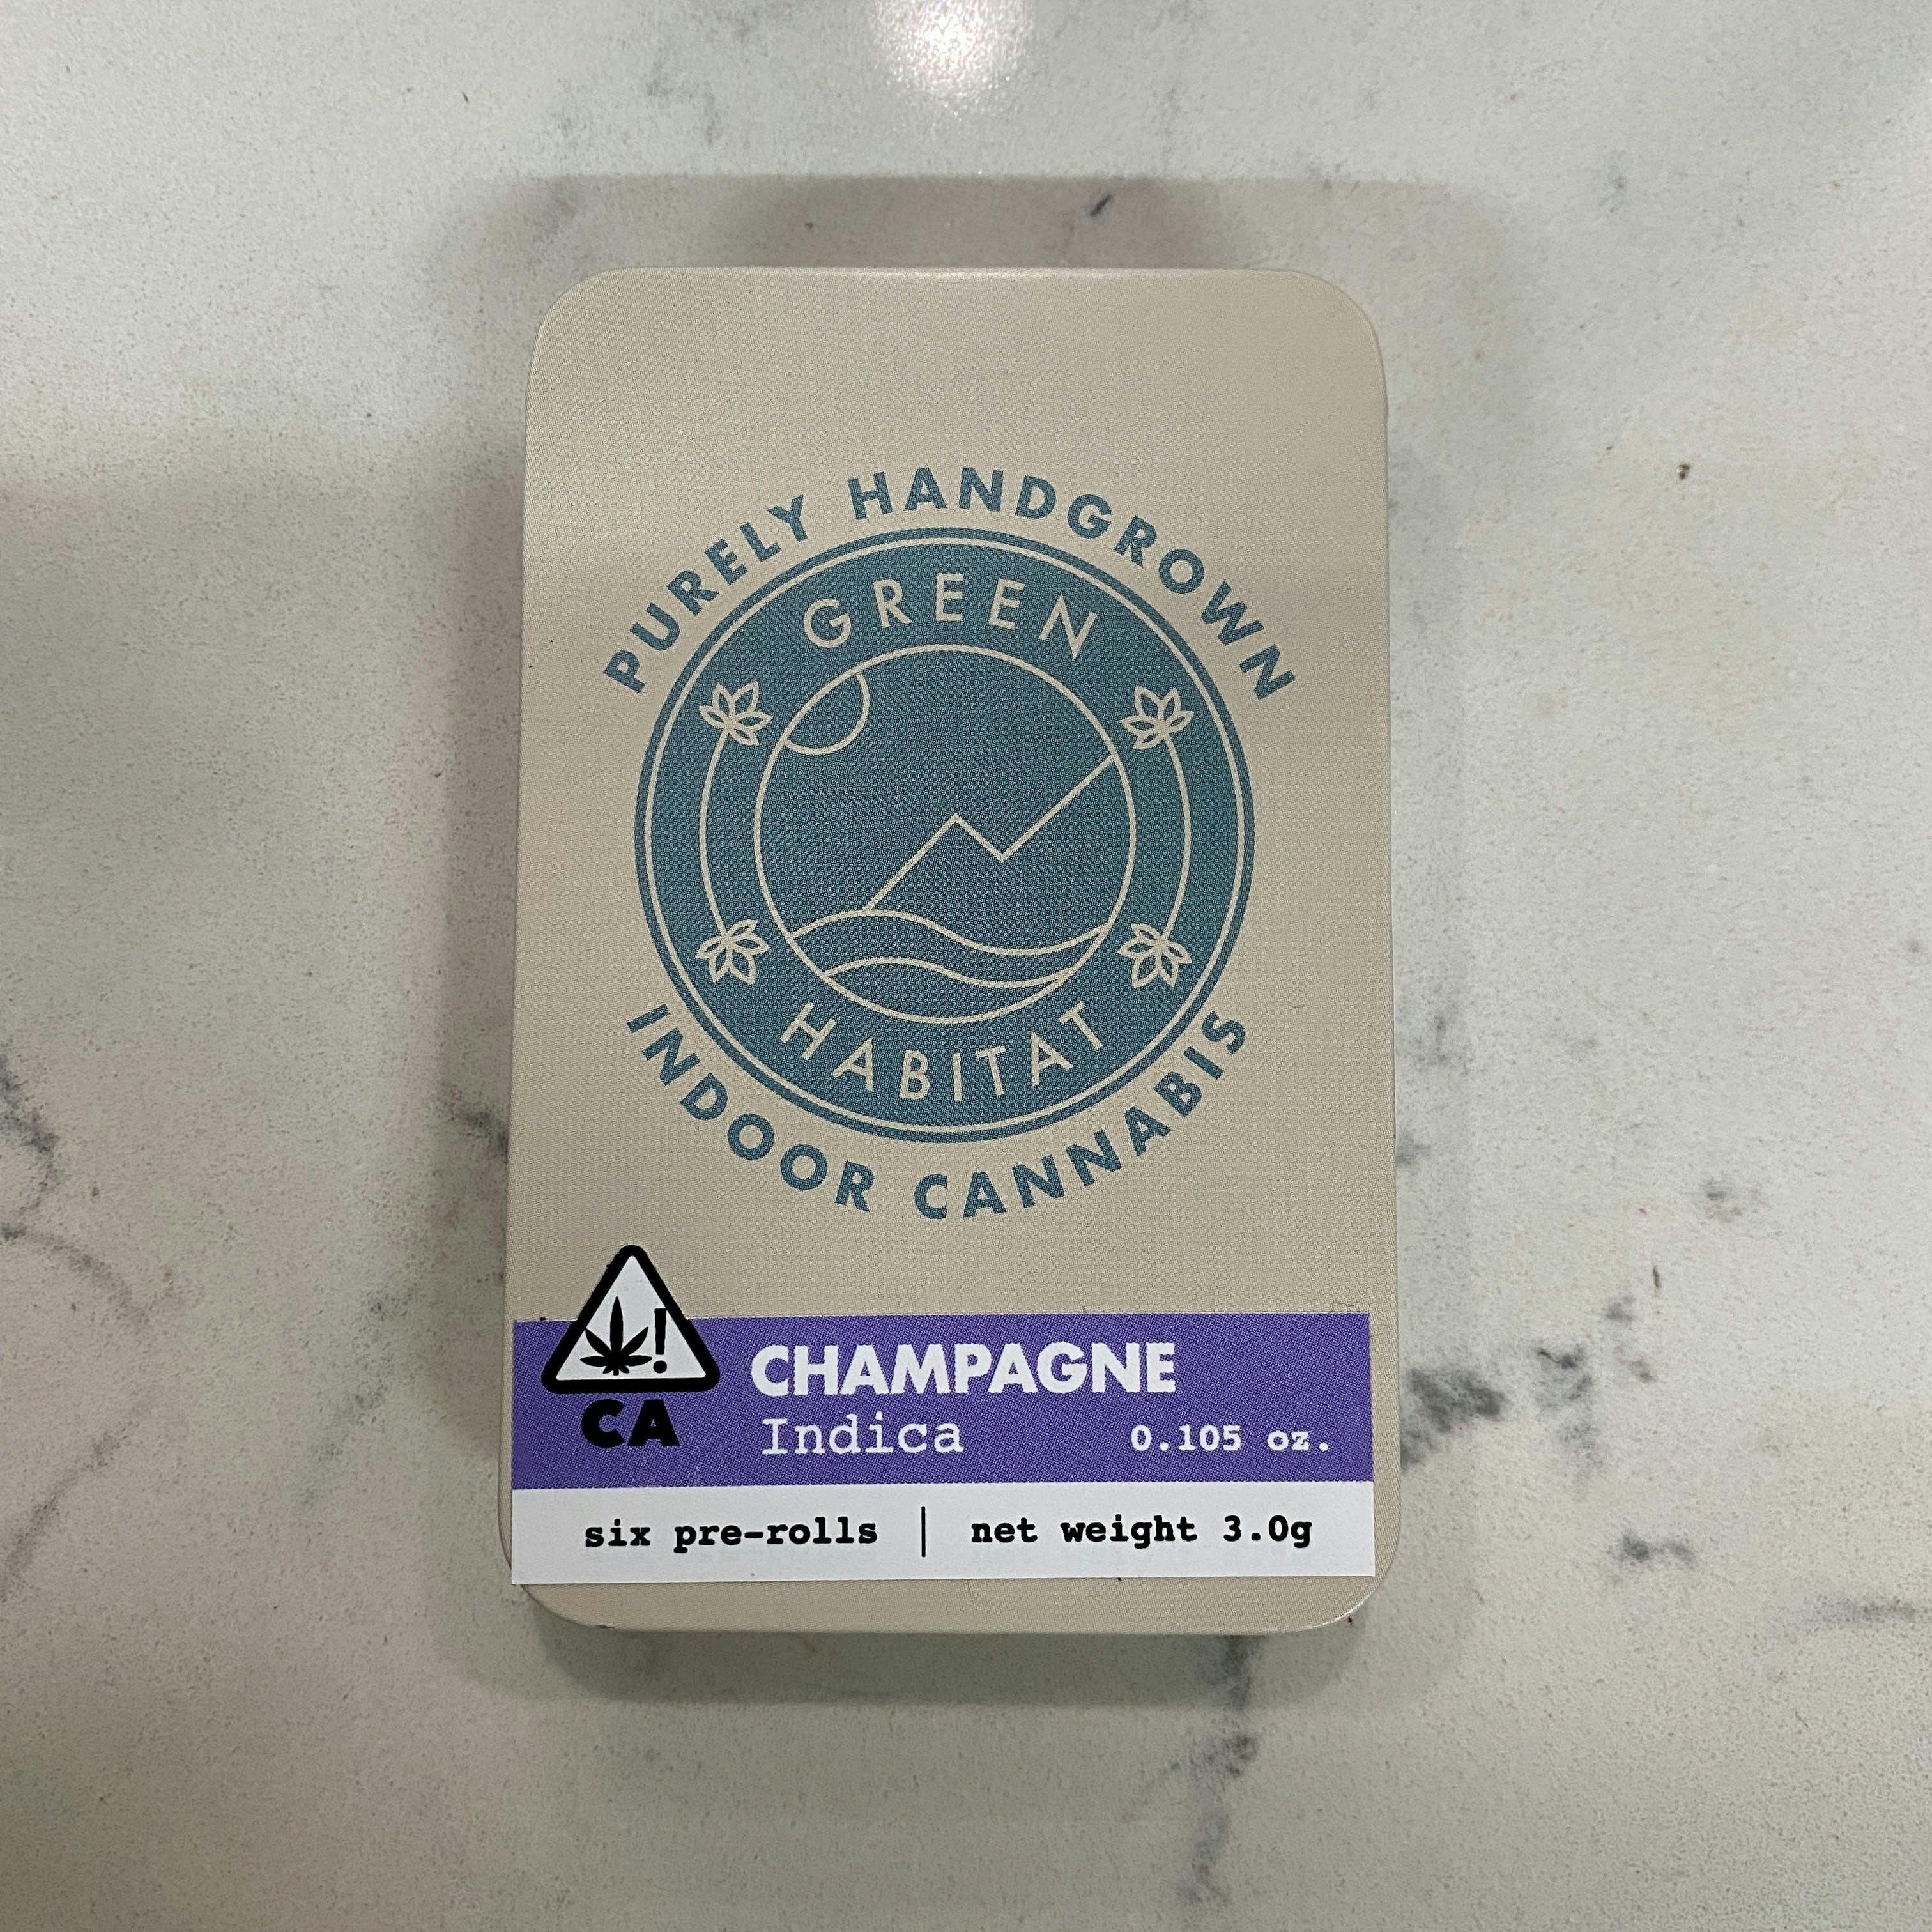 PURELY HANDGROWN
GREEN
HABITAT
INDOOR CANNABIS
!
CA
CHAMPAGNE
Indica
0.105 oz.
six pre-rolls | net weight 3.0g